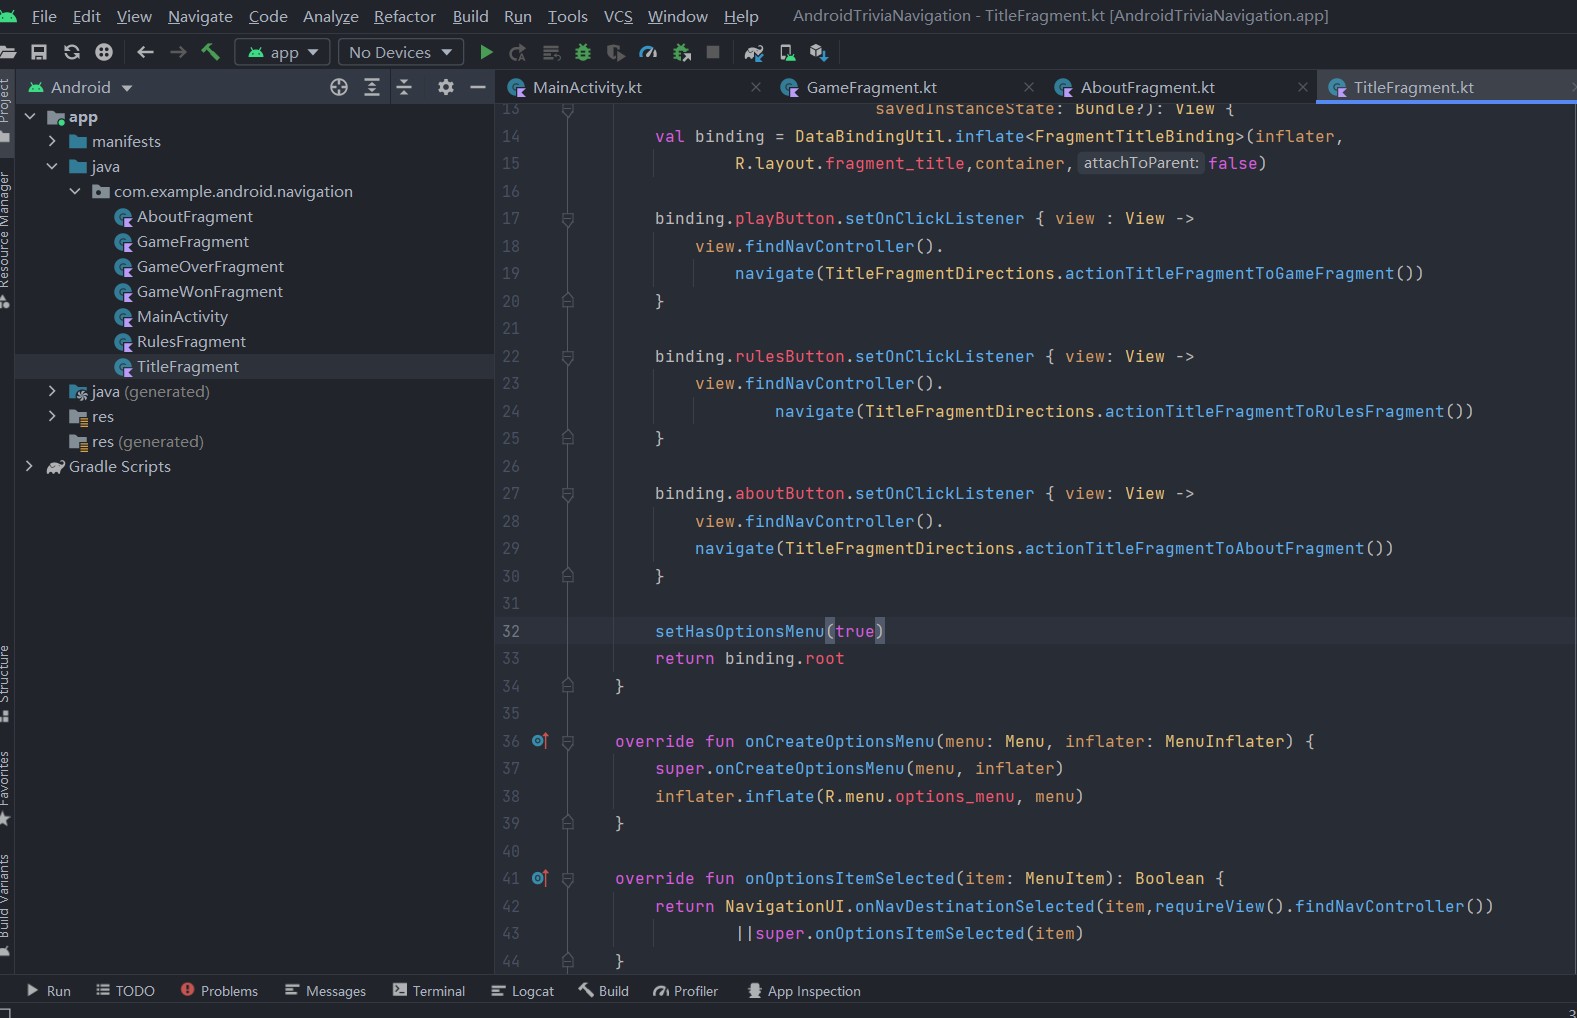 File Edit View Navigate Code Analyze Refactor Build Run Tools VCS Window Help AndroidTriviaNavigation - TitleFragment.kt [AndroidTriviaNavigation.app]
app No Devices
Android
MainActivity.kt GameFragment.kt AboutFragment.kt TitleFragment.kt
Project
Resource Manager
Structure
Favorites
Build Variants
app
manifests
java
com.example.android.navigation
AboutFragment
GameFragment
GameOverFragment
GameWonFragment
MainActivity
RulesFragment
TitleFragment
java (generated)
res
res (generated)
Gradle Scripts
13 savedInstanceState: Bundle?): View {
14 val binding = DataBindingUtil.inflate<FragmentTitleBinding>(inflater,
15 R.layout.fragment_title,container, attachToParent: false)
16
17 binding.playButton.setOnClickListener { view : View ->
18 view.findNavController().
19 navigate(TitleFragmentDirections.actionTitleFragmentToGameFragment())
20 }
21
22 binding.rulesButton.setOnClickListener { view: View ->
23 view.findNavController().
24 navigate(TitleFragmentDirections.actionTitleFragmentToRulesFragment())
25 }
26
27 binding.aboutButton.setOnClickListener { view: View ->
28 view.findNavController().
29 navigate(TitleFragmentDirections.actionTitleFragmentToAboutFragment())
30 }
31
32 setHasOptionsMenu(true)
33 return binding.root
34 }
35
36 override fun onCreateOptionsMenu(menu: Menu, inflater: MenuInflater) {
37 super.onCreateOptionsMenu(menu, inflater)
38 inflater.inflate(R.menu.options_menu, menu)
39 }
40
41 override fun onOptionsItemSelected(item: MenuItem): Boolean {
42 return NavigationUI.onNavDestinationSelected(item,requireView().findNavController())
43 ||super.onOptionsItemSelected(item)
44 }
Run TODO Problems Messages Terminal Logcat Build Profiler App Inspection